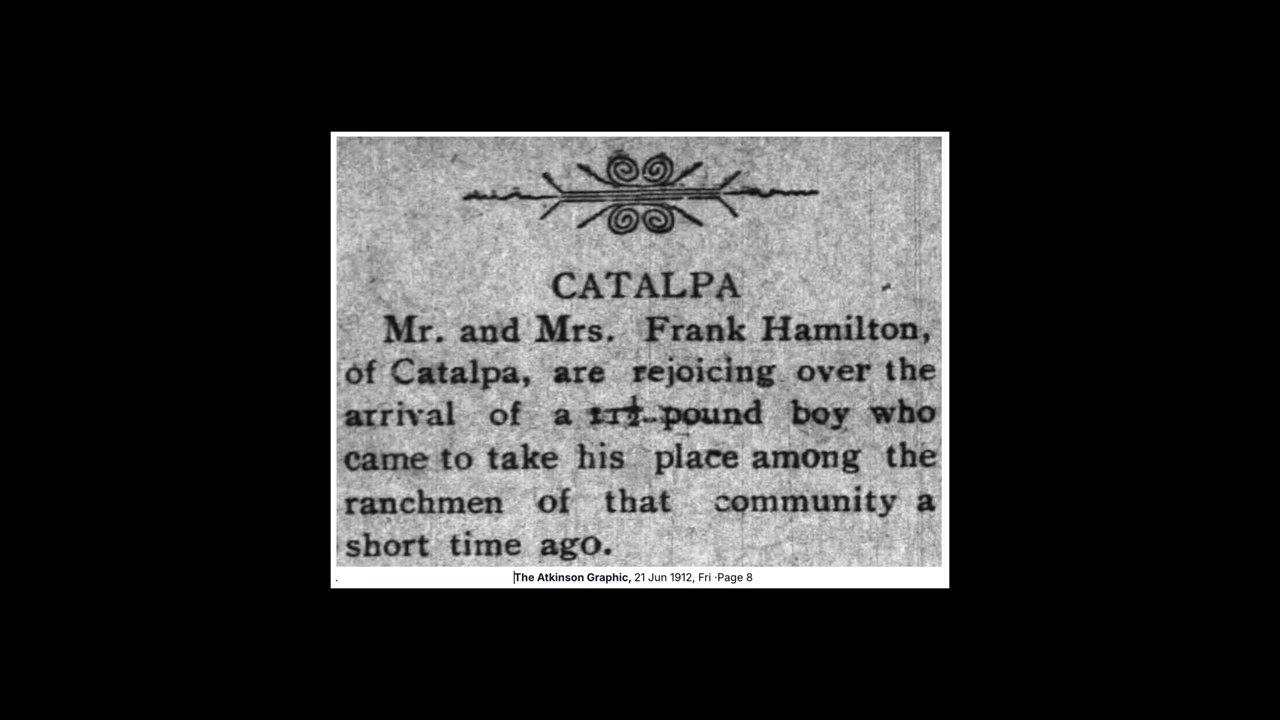 CATALPA
Mr. and Mrs. Frank Hamilton,
of Catalpa, are rejoicing over the
arrival of a 11½-pound boy who
came to take his place among the
ranchmen of that community a
short time ago.
The Atkinson Graphic, 21 Jun 1912, Fri ·Page 8